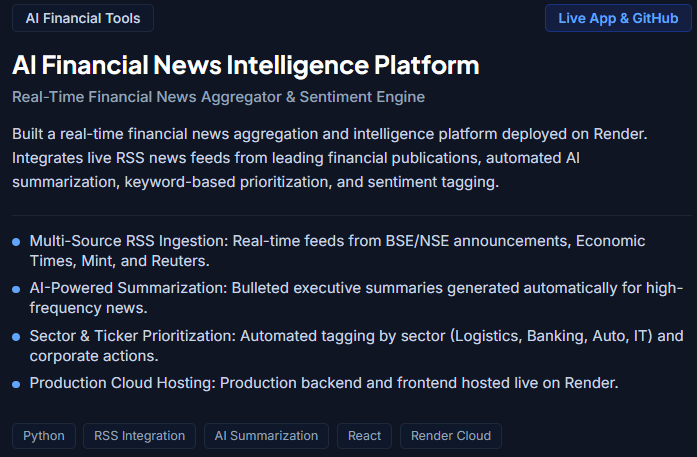 AI Financial Tools
Live App & GitHub
AI Financial News Intelligence Platform
Real-Time Financial News Aggregator & Sentiment Engine
Built a real-time financial news aggregation and intelligence platform deployed on Render.
Integrates live RSS news feeds from leading financial publications, automated AI
summarization, keyword-based prioritization, and sentiment tagging.
Multi-Source RSS Ingestion: Real-time feeds from BSE/NSE announcements, Economic
Times, Mint, and Reuters.
AI-Powered Summarization: Bulleted executive summaries generated automatically for high-
frequency news.
Sector & Ticker Prioritization: Automated tagging by sector (Logistics, Banking, Auto, IT) and
corporate actions.
Production Cloud Hosting: Production backend and frontend hosted live on Render.
Python
RSS Integration
AI Summarization
React
Render Cloud